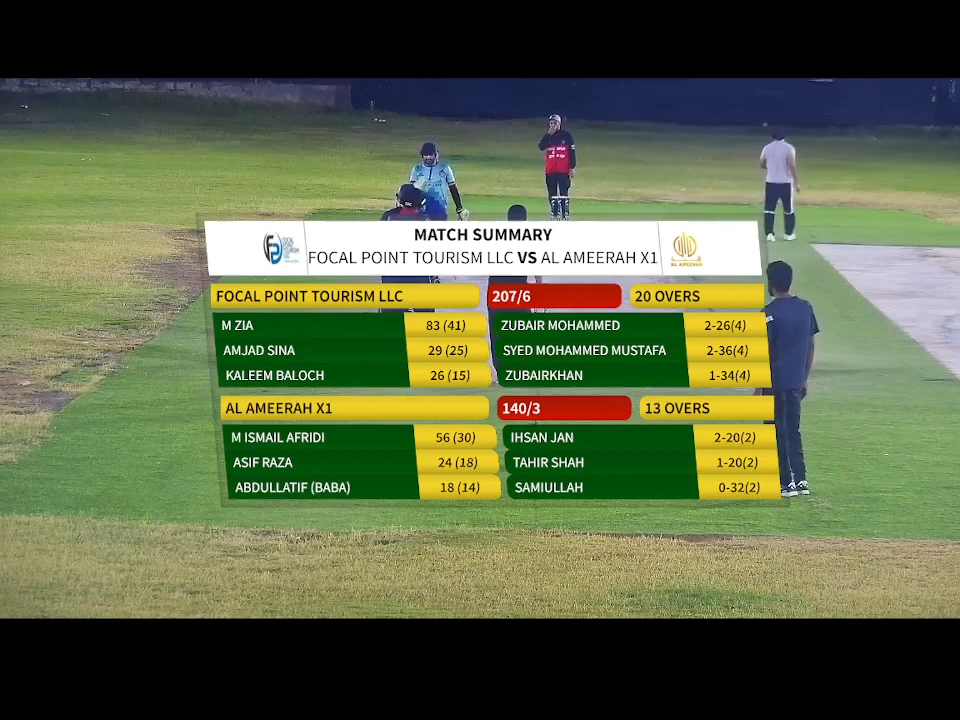 MATCH SUMMARY
FOCAL POINT TOURISM LLC VS AL AMEERAH X1
AL AMEERAH
FOCAL POINT TOURISM LLC 207/6 20 OVERS
M ZIA 83 (41) ZUBAIR MOHAMMED 2-26(4)
AMJAD SINA 29 (25) SYED MOHAMMED MUSTAFA 2-36(4)
KALEEM BALOCH 26 (15) ZUBAIRKHAN 1-34(4)
AL AMEERAH X1 140/3 13 OVERS
M ISMAIL AFRIDI 56 (30) IHSAN JAN 2-20(2)
ASIF RAZA 24 (18) TAHIR SHAH 1-20(2)
ABDULLATIF (BABA) 18 (14) SAMIULLAH 0-32(2)